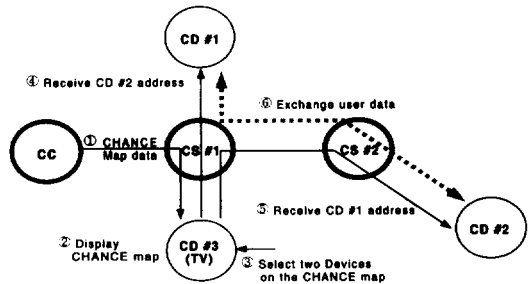 CD #1
④ Receive CD #2 address
⑥ Exchange user data
① CHANCE
Map data
CC
CS #1
CS #2
⑤ Receive CD #1 address
② Display
CHANCE map
CD #3
(TV)
③ Select two Devices
on the CHANCE map
CD #2